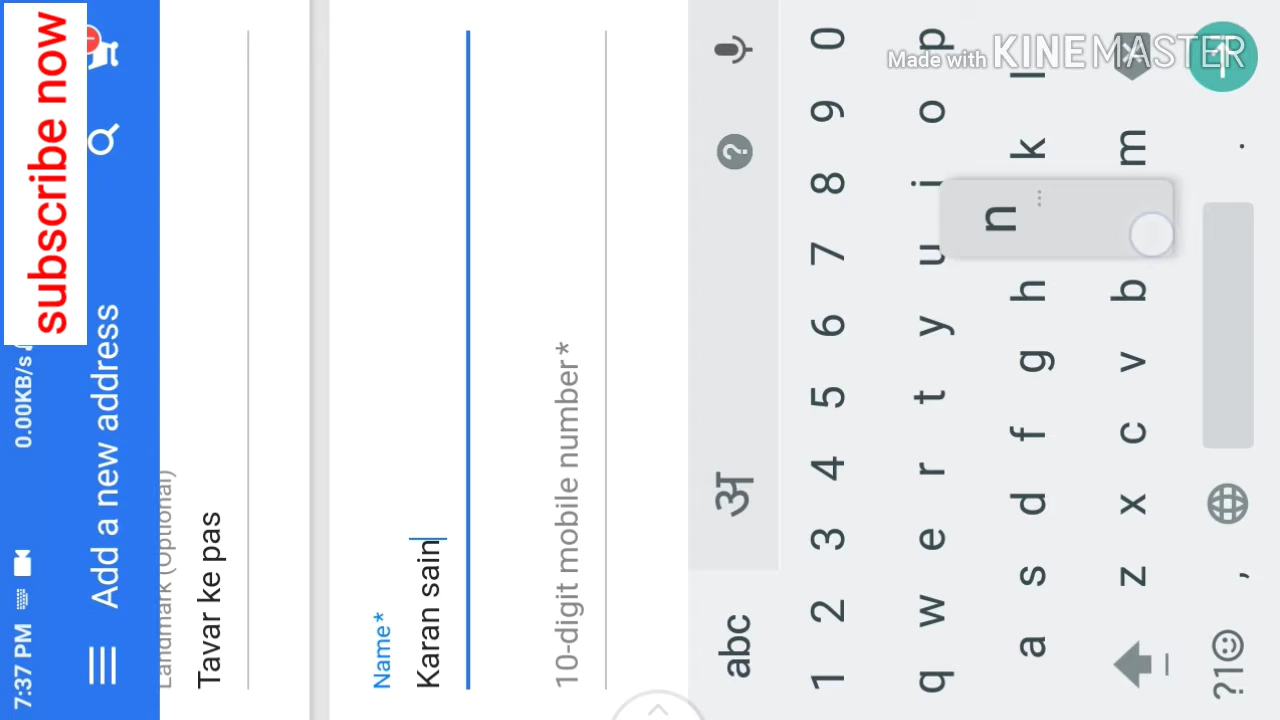 subscribe now
7:37 PM 0.00KB/s
Add a new address
Landmark (Optional)
Tavar ke pas
Name*
Karan sain
10-digit mobile number*
abc अ
1 2 3 4 5 6 7 8 9 0
q w e r t y u i o p
a s d f g h k l
n
z x c v b m
?1 , .
Made with KINEMASTER